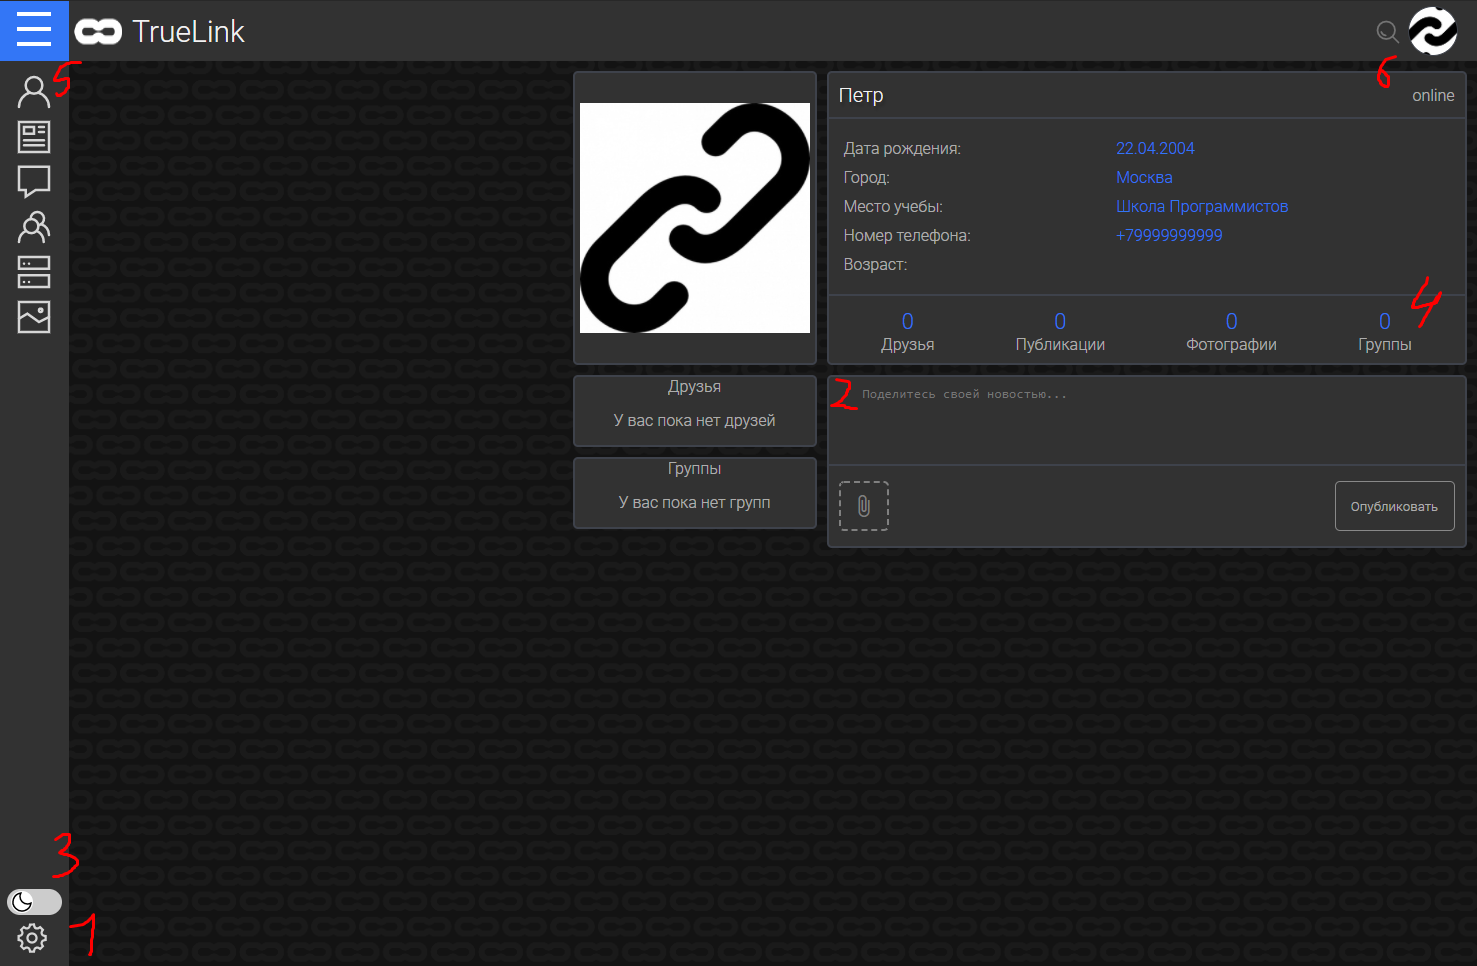 TrueLink
5
6
Петр
online
Дата рождения: 22.04.2004
Город: Москва
Место учебы: Школа Программистов
Номер телефона: +79999999999
Возраст:
4
0 0 0 0
Друзья Публикации Фотографии Группы
Друзья
У вас пока нет друзей
Группы
У вас пока нет групп
2
Поделитесь своей новостью...
Опубликовать
3
1